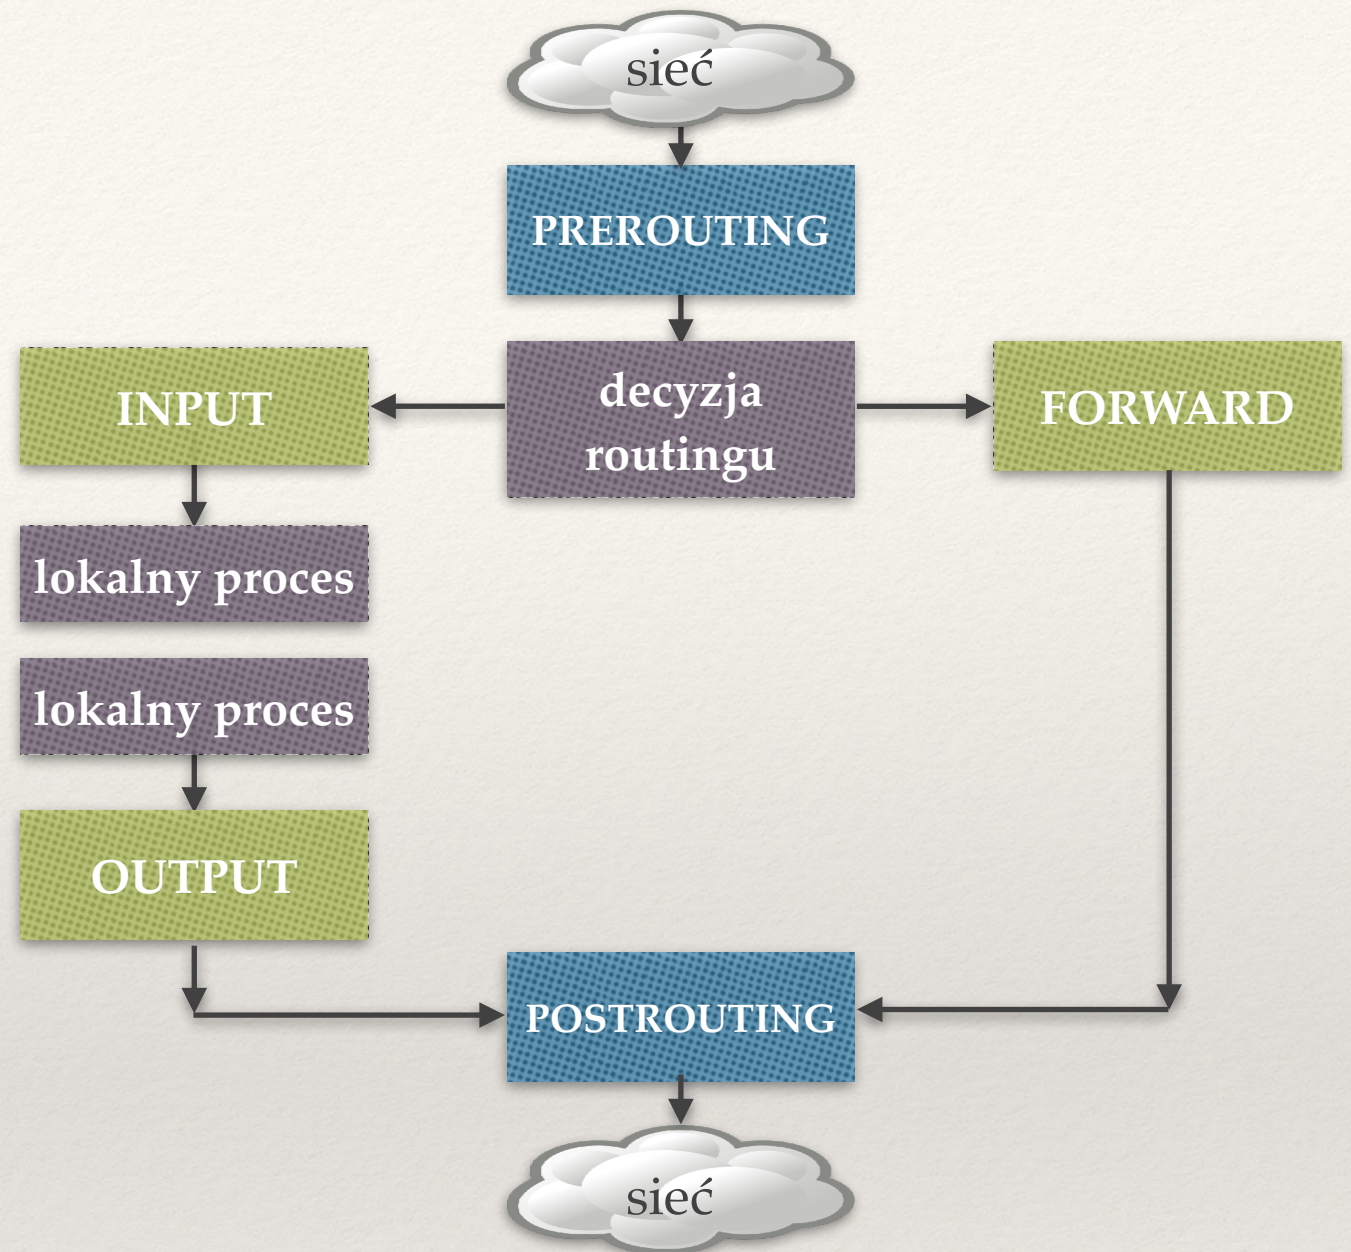 sieć
PREROUTING
INPUT
decyzja
routingu
FORWARD
lokalny proces
lokalny proces
OUTPUT
POSTROUTING
sieć